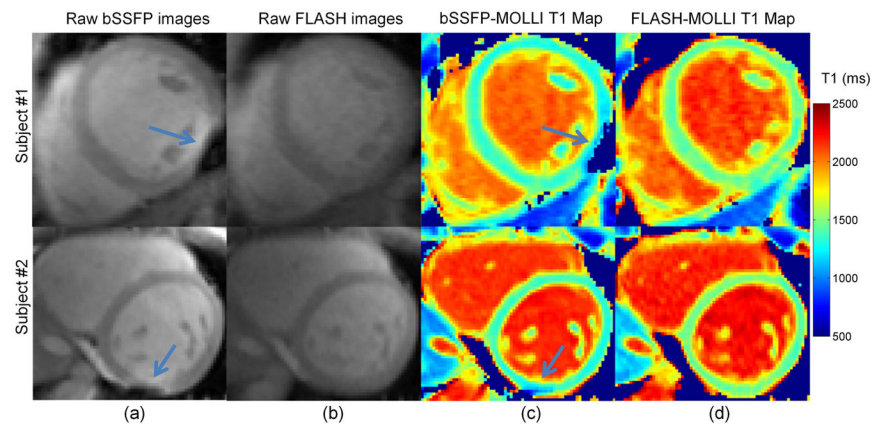 Raw bSSFP images Raw FLASH images bSSFP-MOLLI T1 Map FLASH-MOLLI T1 Map
T1 (ms)
Subject #1
Subject #2
2500
2000
1500
1000
500
(a) (b) (c) (d)